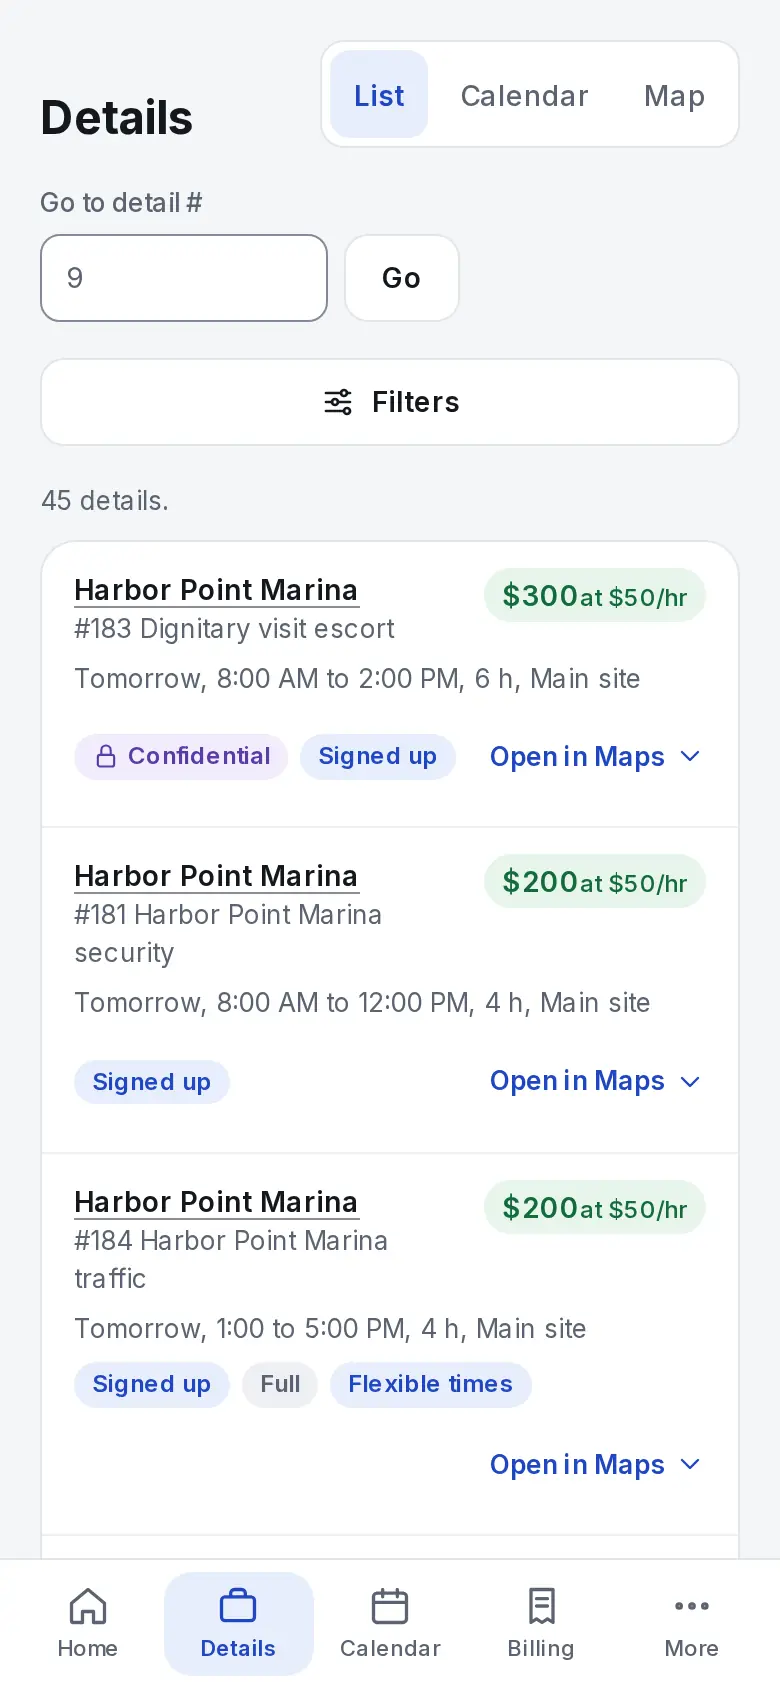 Details
List
Calendar
Map
Go to detail #
9
Go
Filters
45 details.
Harbor Point Marina
$300 at $50/hr
#183 Dignitary visit escort
Tomorrow, 8:00 AM to 2:00 PM, 6 h, Main site
Confidential
Signed up
Open in Maps
Harbor Point Marina
$200 at $50/hr
#181 Harbor Point Marina
security
Tomorrow, 8:00 AM to 12:00 PM, 4 h, Main site
Signed up
Open in Maps
Harbor Point Marina
$200 at $50/hr
#184 Harbor Point Marina
traffic
Tomorrow, 1:00 to 5:00 PM, 4 h, Main site
Signed up
Full
Flexible times
Open in Maps
Home
Details
Calendar
Billing
More